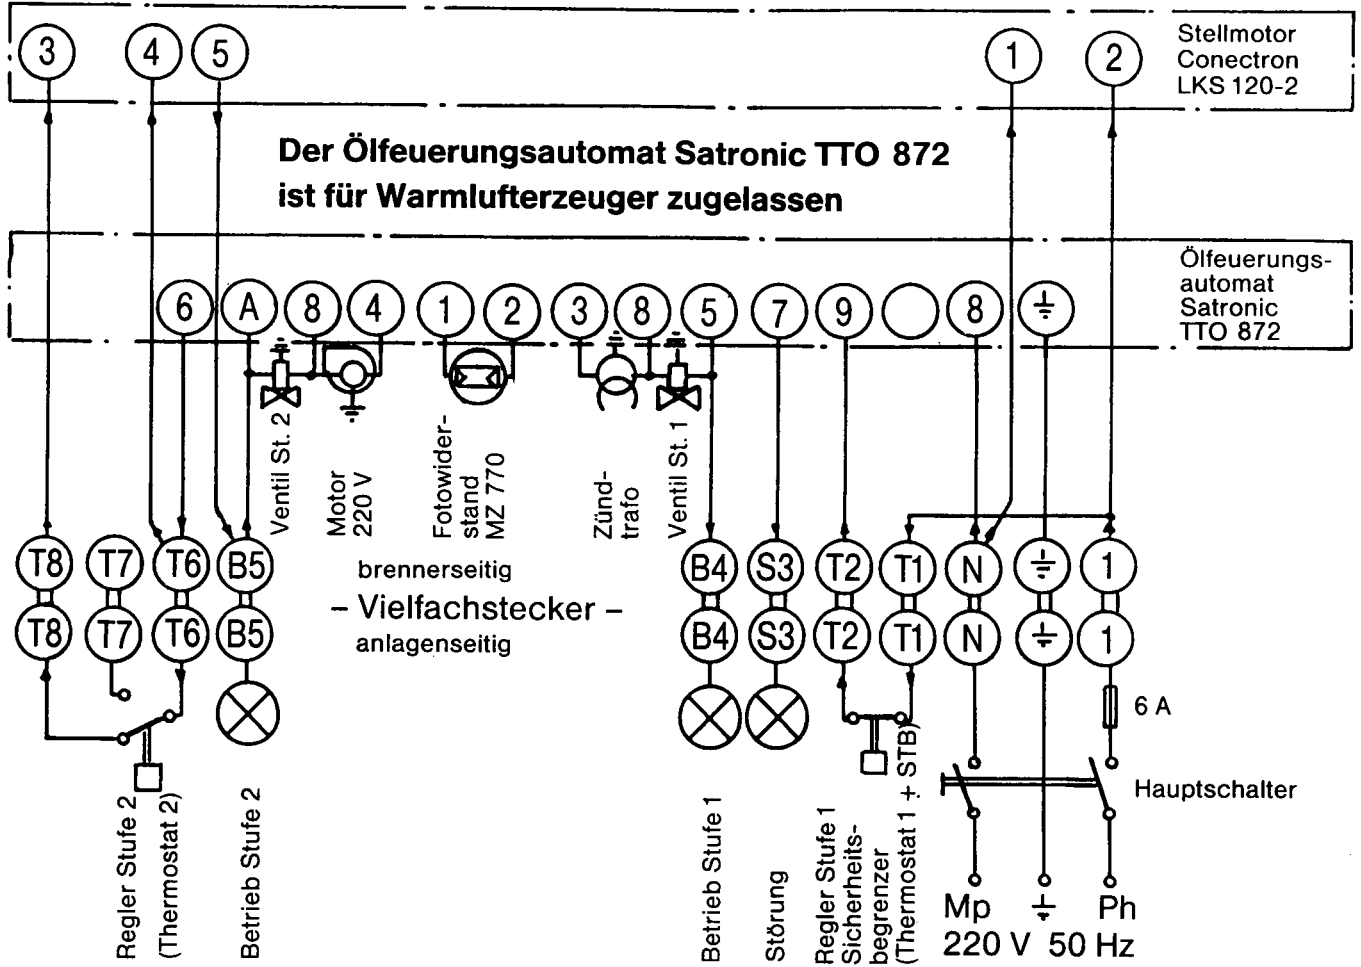 3
4
5
1
2
Stellmotor
Conectron
LKS 120-2
Der Ölfeuerungsautomat Satronic TTO 872
ist für Warmlufterzeuger zugelassen
6
A
8
4
1
2
3
8
5
7
9
8
Ölfeuerungs-
automat
Satronic
TTO 872
Ventil St. 2
Motor
220 V
Fotowider-
stand
MZ 770
Zünd-
trafo
Ventil St. 1
T8
T7
T6
B5
brennerseitig
B4
S3
T2
T1
N
1
– Vielfachstecker –
T8
T7
T6
B5
anlagenseitig
B4
S3
T2
T1
N
1
6 A
Hauptschalter
Regler Stufe 2
(Thermostat 2)
Betrieb Stufe 2
Betrieb Stufe 1
Störung
Regler Stufe 1
Sicherheits-
begrenzer
(Thermostat 1 + STB)
Mp
Ph
220 V 50 Hz